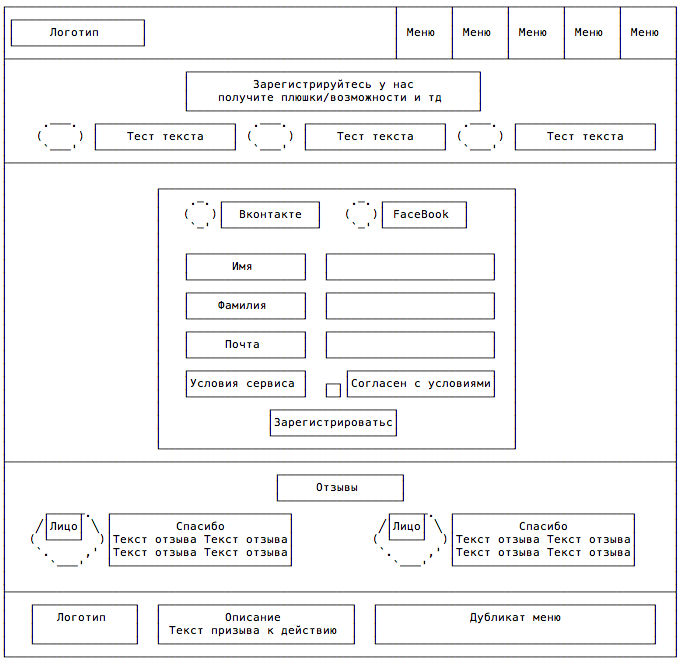 Логотип
Меню Меню Меню Меню Меню
Зарегистрируйтесь у нас
получите плюшки/возможности и тд
Тест текста Тест текста Тест текста
Вконтакте FaceBook
Имя
Фамилия
Почта
Условия сервиса Согласен с условиями
Зарегистрироватьс
Отзывы
Лицо Спасибо
Текст отзыва Текст отзыва
Текст отзыва Текст отзыва
Лицо Спасибо
Текст отзыва Текст отзыва
Текст отзыва Текст отзыва
Логотип
Описание
Текст призыва к действию
Дубликат меню